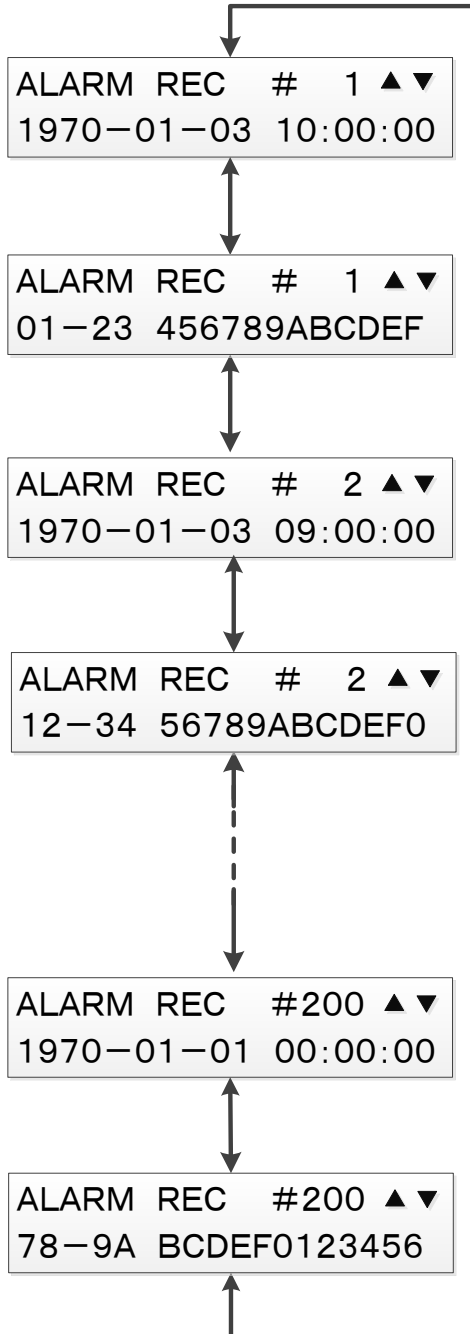 ALARM REC # 1 ▲ ▼
1970-01-03 10:00:00
ALARM REC # 1 ▲ ▼
01-23 456789ABCDEF
ALARM REC # 2 ▲ ▼
1970-01-03 09:00:00
ALARM REC # 2 ▲ ▼
12-34 56789ABCDEF0
ALARM REC #200 ▲ ▼
1970-01-01 00:00:00
ALARM REC #200 ▲ ▼
78-9A BCDEF0123456